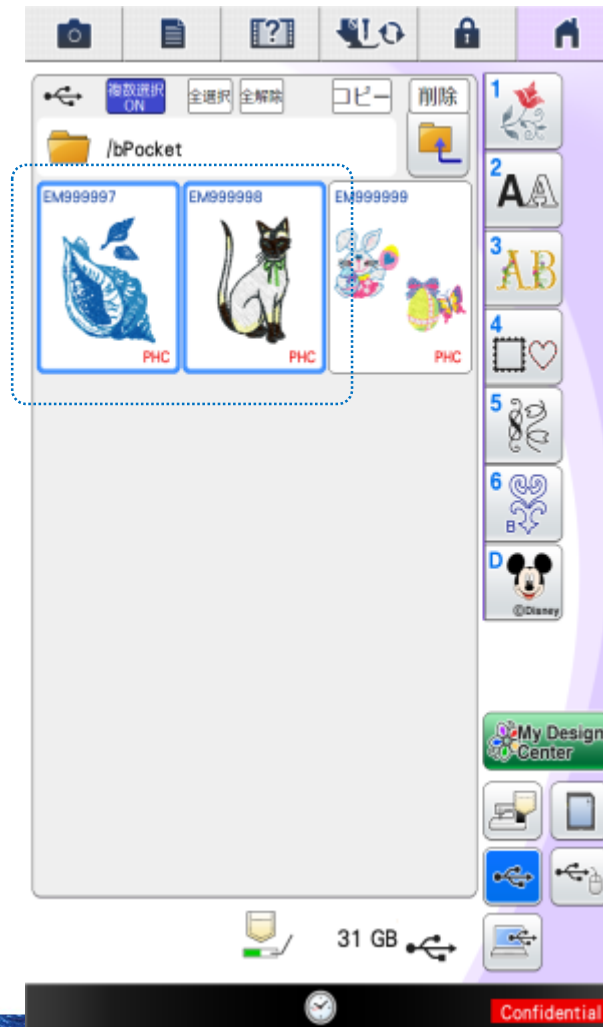 複数選択
ON
全選択
全解除
コピー
削除
/bPocket
EM999997
EM999998
EM999999
PHC
PHC
PHC
1
2
AA
3
AB
4
5
6
B
D
©Disney
My Design
Center
31 GB
Confidential